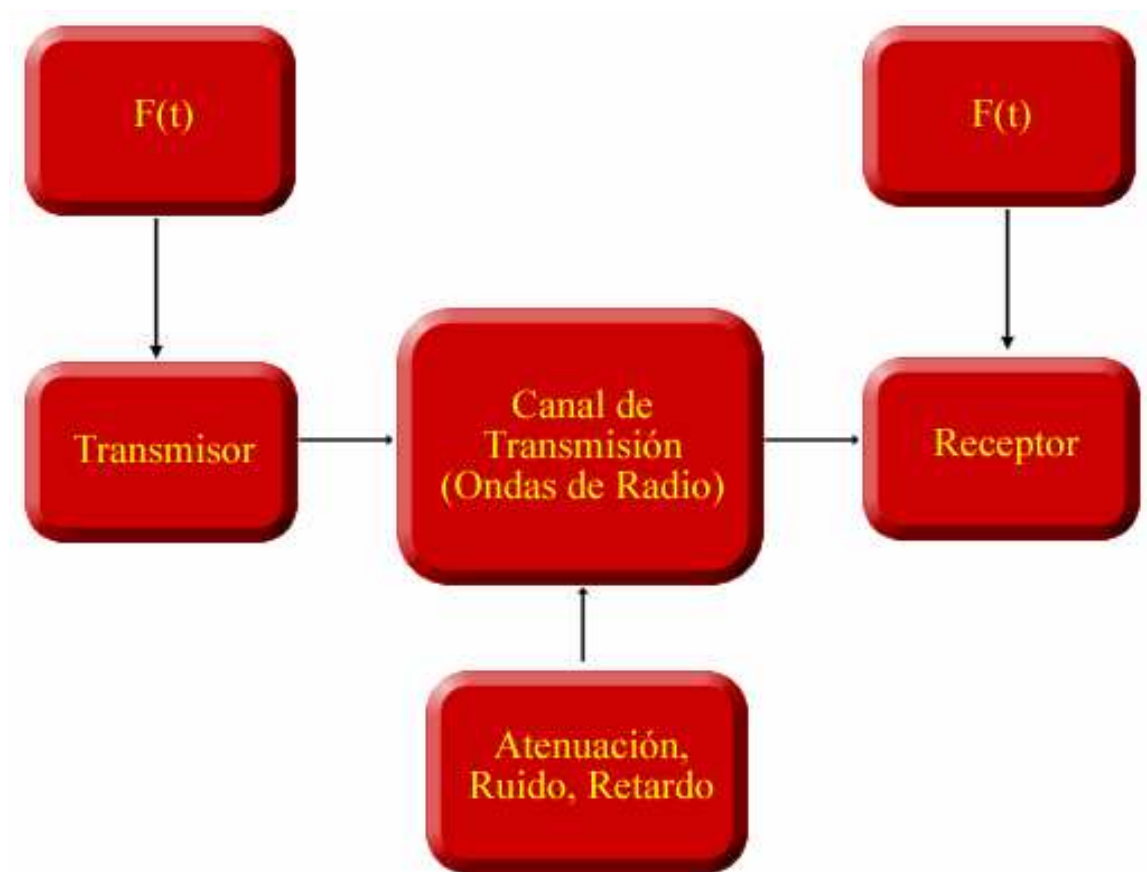 F(t)
F(t)
Transmisor
Canal de
Transmisión
(Ondas de Radio)
Receptor
Atenuación,
Ruido, Retardo